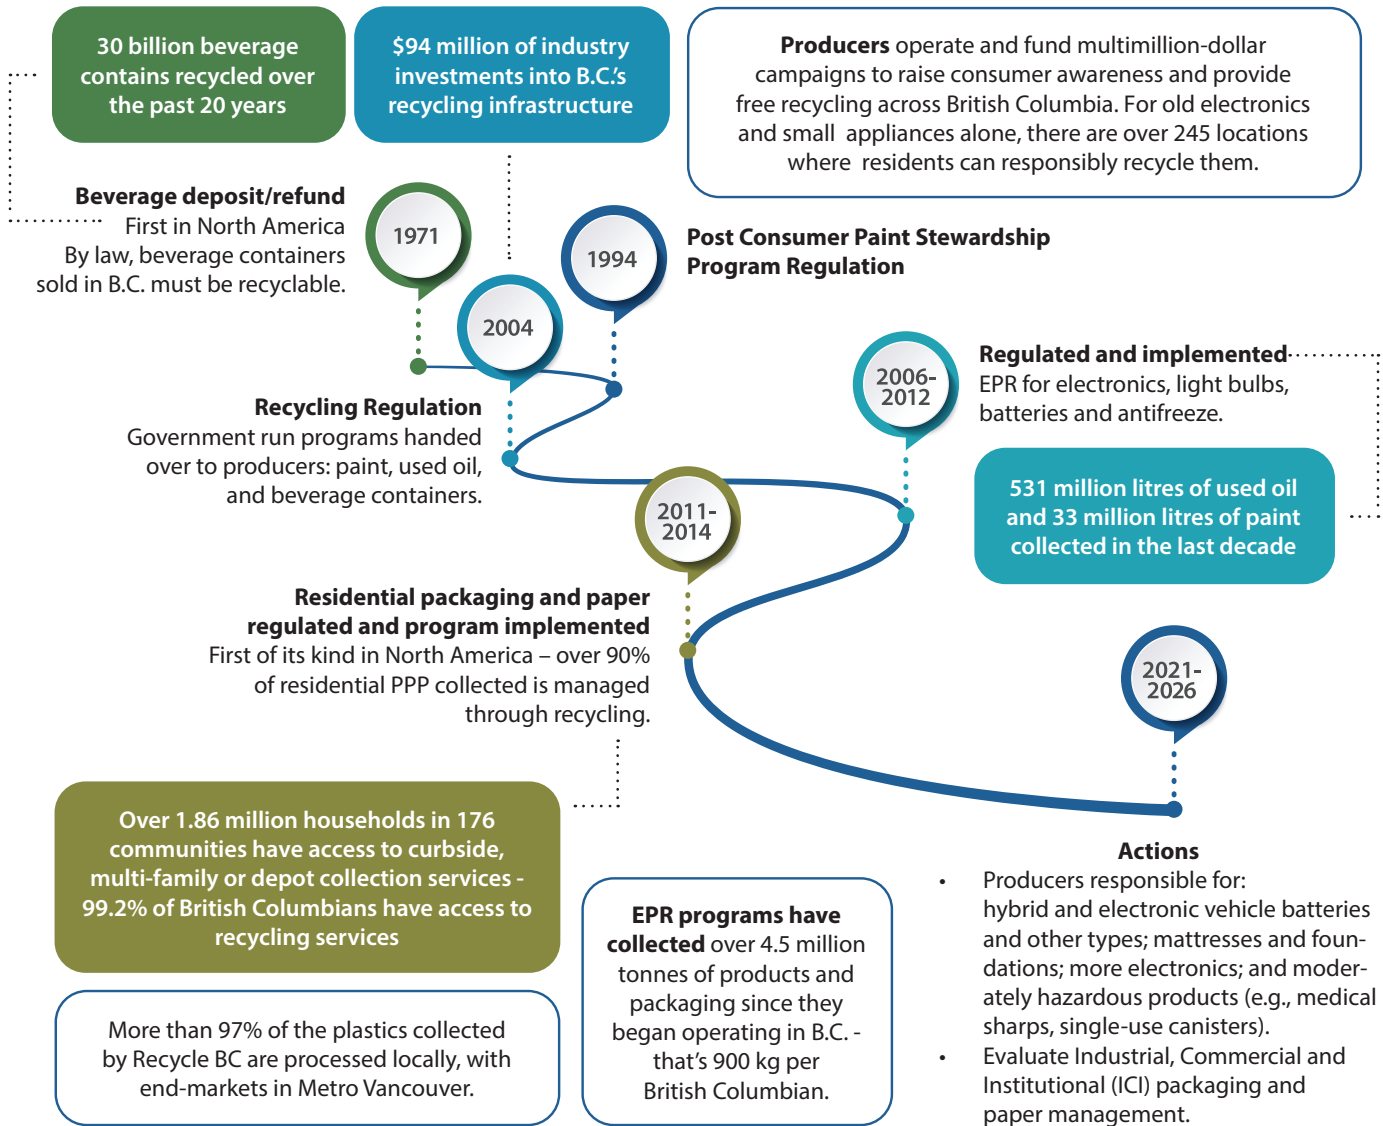 30 billion beverage
contains recycled over
the past 20 years
$94 million of industry
investments into B.C.'s
recycling infrastructure
Producers operate and fund multimillion-dollar
campaigns to raise consumer awareness and provide
free recycling across British Columbia. For old electronics
and small appliances alone, there are over 245 locations
where residents can responsibly recycle them.
Beverage deposit/refund
First in North America
By law, beverage containers
sold in B.C. must be recyclable.
1971
1994
Post Consumer Paint Stewardship
Program Regulation
2004
Recycling Regulation
Government run programs handed
over to producers: paint, used oil,
and beverage containers.
2006-
2012
Regulated and implemented
EPR for electronics, light bulbs,
batteries and antifreeze.
531 million litres of used oil
and 33 million litres of paint
collected in the last decade
2011-
2014
Residential packaging and paper
regulated and program implemented
First of its kind in North America – over 90%
of residential PPP collected is managed
through recycling.
2021-
2026
Over 1.86 million households in 176
communities have access to curbside,
multi-family or depot collection services -
99.2% of British Columbians have access to
recycling services
More than 97% of the plastics collected
by Recycle BC are processed locally, with
end-markets in Metro Vancouver.
EPR programs have
collected over 4.5 million
tonnes of products and
packaging since they
began operating in B.C. -
that's 900 kg per
British Columbian.
Actions
• Producers responsible for:
hybrid and electronic vehicle batteries
and other types; mattresses and foun-
dations; more electronics; and moder-
ately hazardous products (e.g., medical
sharps, single-use canisters).
• Evaluate Industrial, Commercial and
Institutional (ICI) packaging and
paper management.